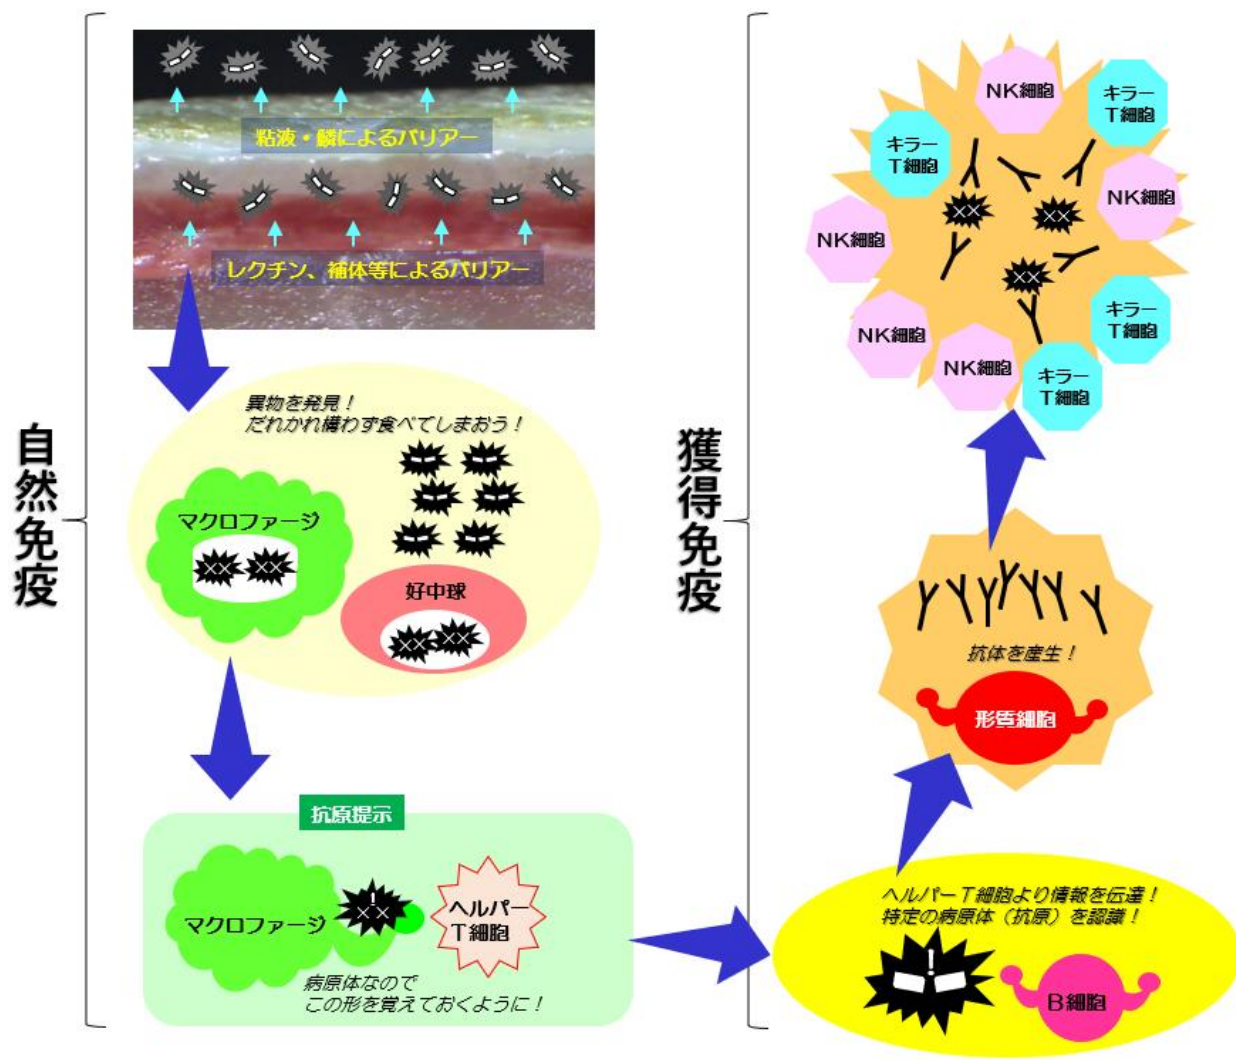 自然免疫
粘液・鱗によるバリアー
レクチン、補体等によるバリアー
異物を発見！
だれかれ構わず食べてしまおう！
マクロファージ
好中球
抗原提示
マクロファージ
ヘルパー
T細胞
病原体なので
この形を覚えておくように！
獲得免疫
NK細胞
キラー
T細胞
キラー
T細胞
NK細胞
NK細胞
キラー
T細胞
NK細胞
NK細胞
キラー
T細胞
抗体を産生！
形質細胞
ヘルパーT細胞より情報を伝達！
特定の病原体（抗原）を認識！
B細胞